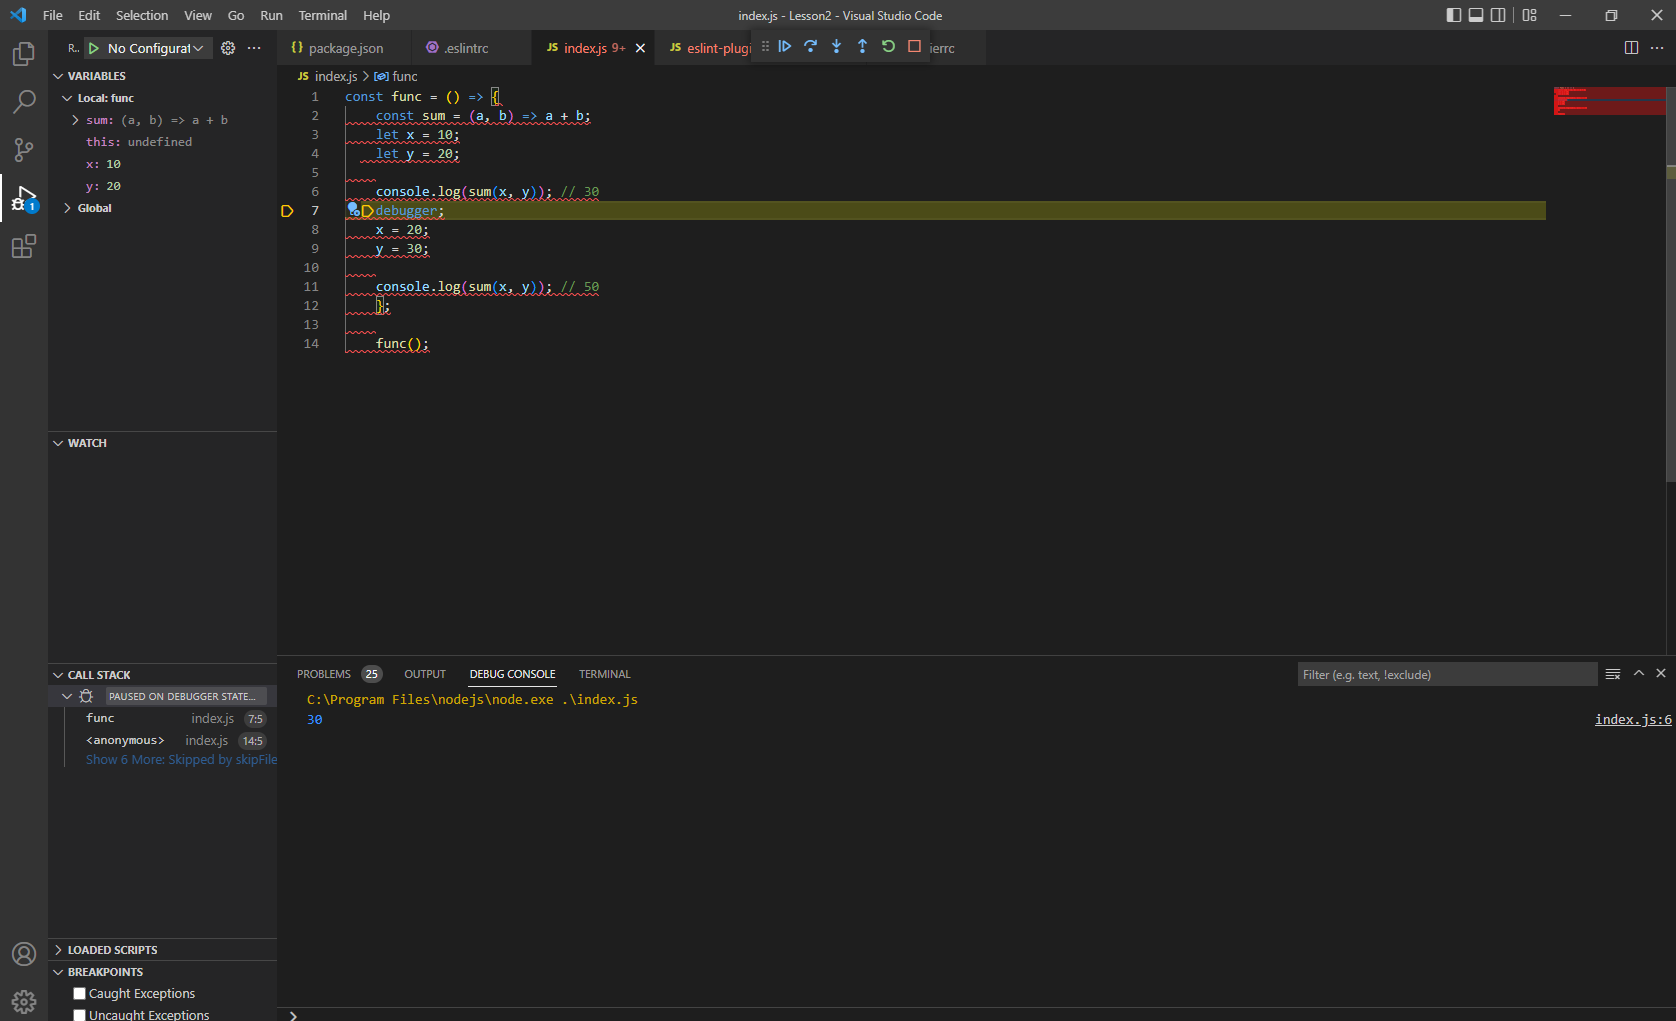 File Edit Selection View Go Run Terminal Help
index.js - Lesson2 - Visual Studio Code
R.. No Configurat
{} package.json
.eslintrc
JS index.js 9+
JS eslint-plugi
ierrc
JS index.js > func
VARIABLES
Local: func
sum: (a, b) => a + b
this: undefined
x: 10
y: 20
Global
1
WATCH
CALL STACK
PAUSED ON DEBUGGER STATE...
func index.js 7:5
<anonymous> index.js 14:5
Show 6 More: Skipped by skipFile
LOADED SCRIPTS
BREAKPOINTS
Caught Exceptions
Uncaught Exceptions
1 const func = () => {
2 const sum = (a, b) => a + b;
3 let x = 10;
4 let y = 20;
5
6 console.log(sum(x, y)); // 30
7 debugger;
8 x = 20;
9 y = 30;
10
11 console.log(sum(x, y)); // 50
12 };
13
14 func();
PROBLEMS 25 OUTPUT DEBUG CONSOLE TERMINAL
Filter (e.g. text, !exclude)
C:\Program Files\nodejs\node.exe .\index.js
30 index.js:6